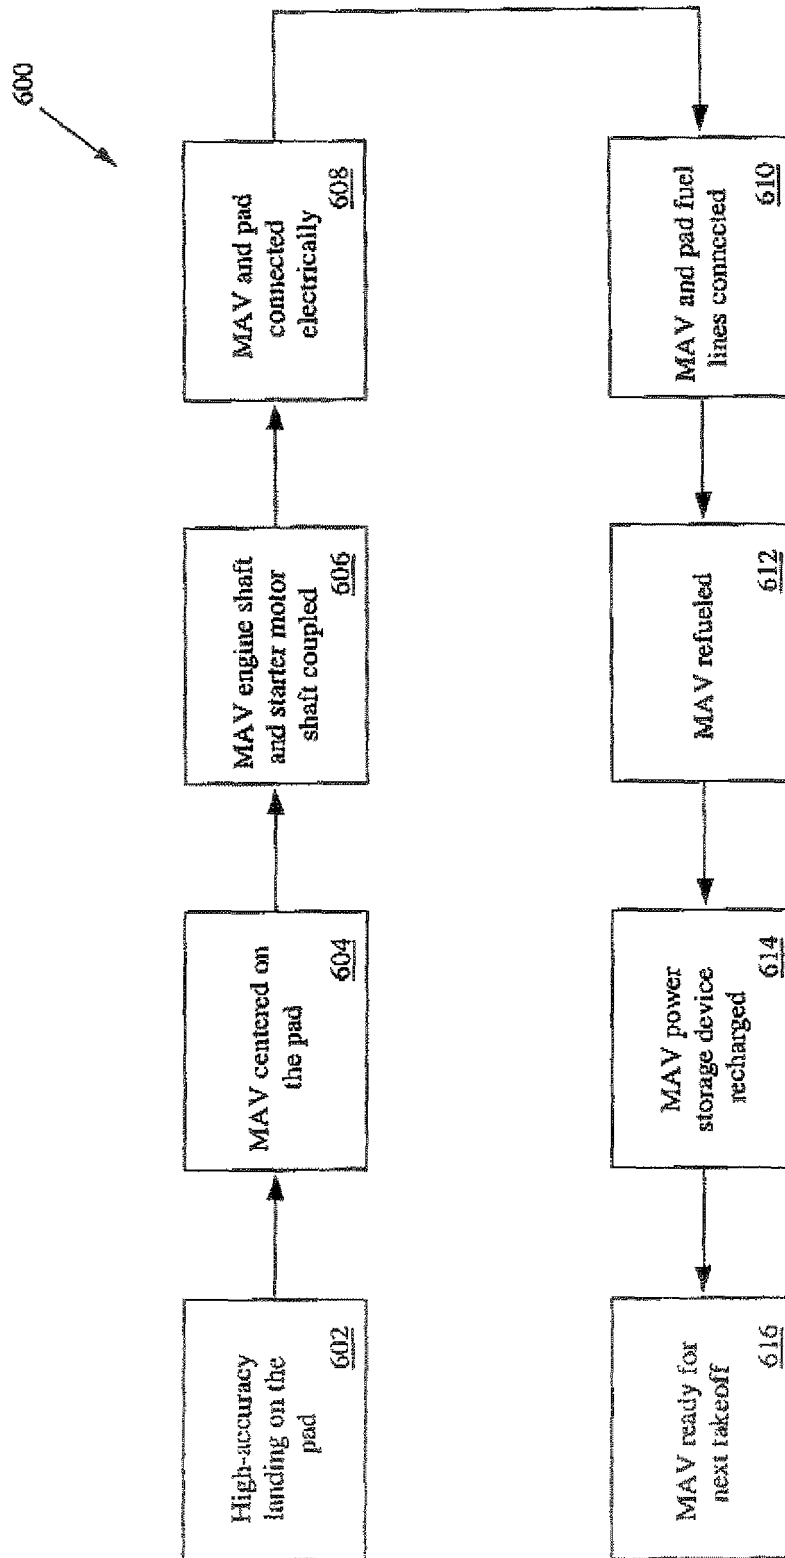 600
High-accuracy
landing on the
pad
602
MAV centered on
the pad
604
MAV engine shaft
and starter motor
shaft coupled
606
MAV and pad
connected
electrically
608
MAV and pad fuel
lines connected
610
MAV refueled
612
MAV power
storage device
recharged
614
MAV ready for
next takeoff
616